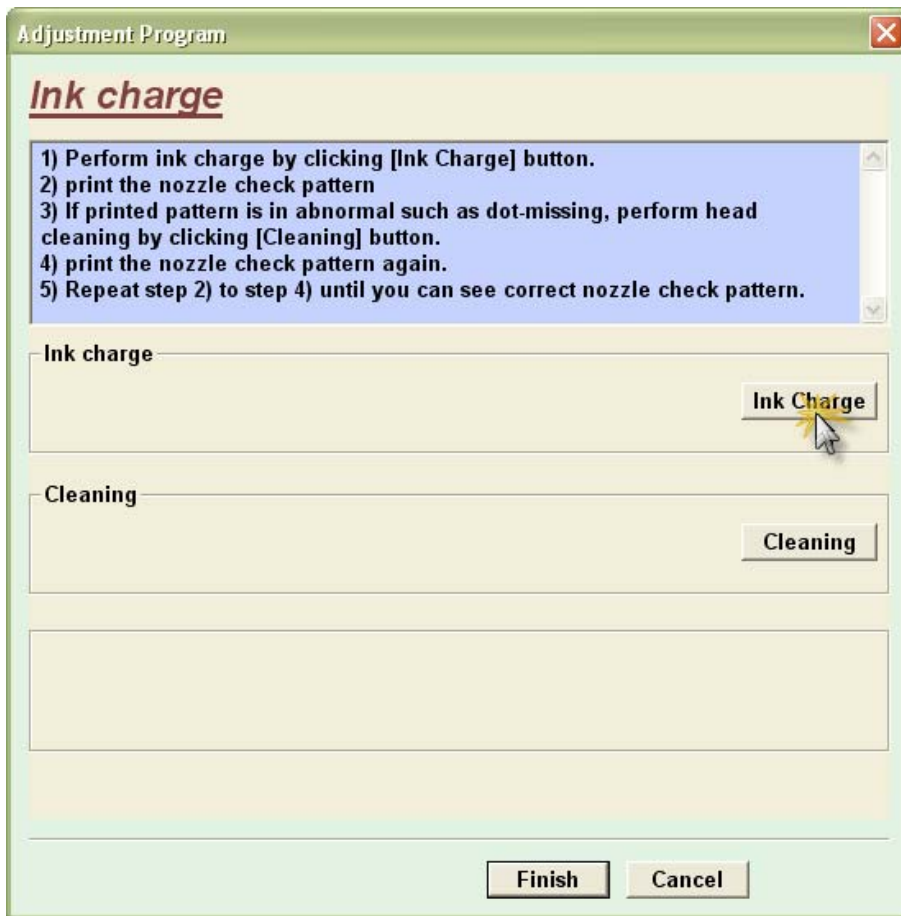 Adjustment Program
Ink charge
1) Perform ink charge by clicking [Ink Charge] button.
2) print the nozzle check pattern
3) If printed pattern is in abnormal such as dot-missing, perform head
cleaning by clicking [Cleaning] button.
4) print the nozzle check pattern again.
5) Repeat step 2) to step 4) until you can see correct nozzle check pattern.
Ink charge
Ink Charge
Cleaning
Cleaning
Finish
Cancel